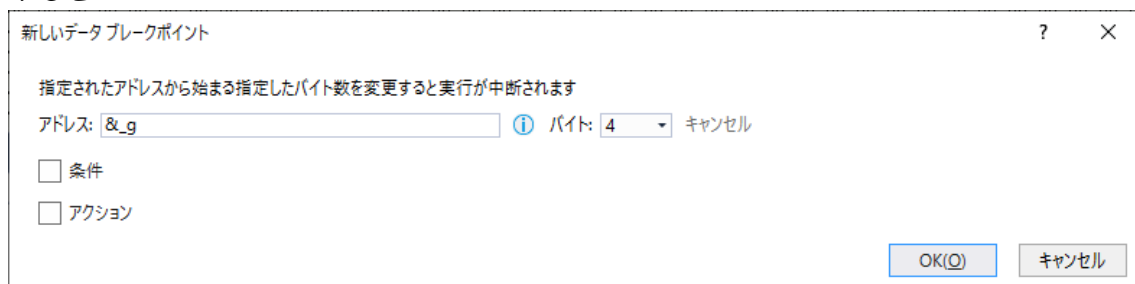 新しいデータ ブレークポイント ? ×
指定されたアドレスから始まる指定したバイト数を変更すると実行が中断されます
アドレス: &_g バイト: 4 キャンセル
条件
アクション
OK(O) キャンセル